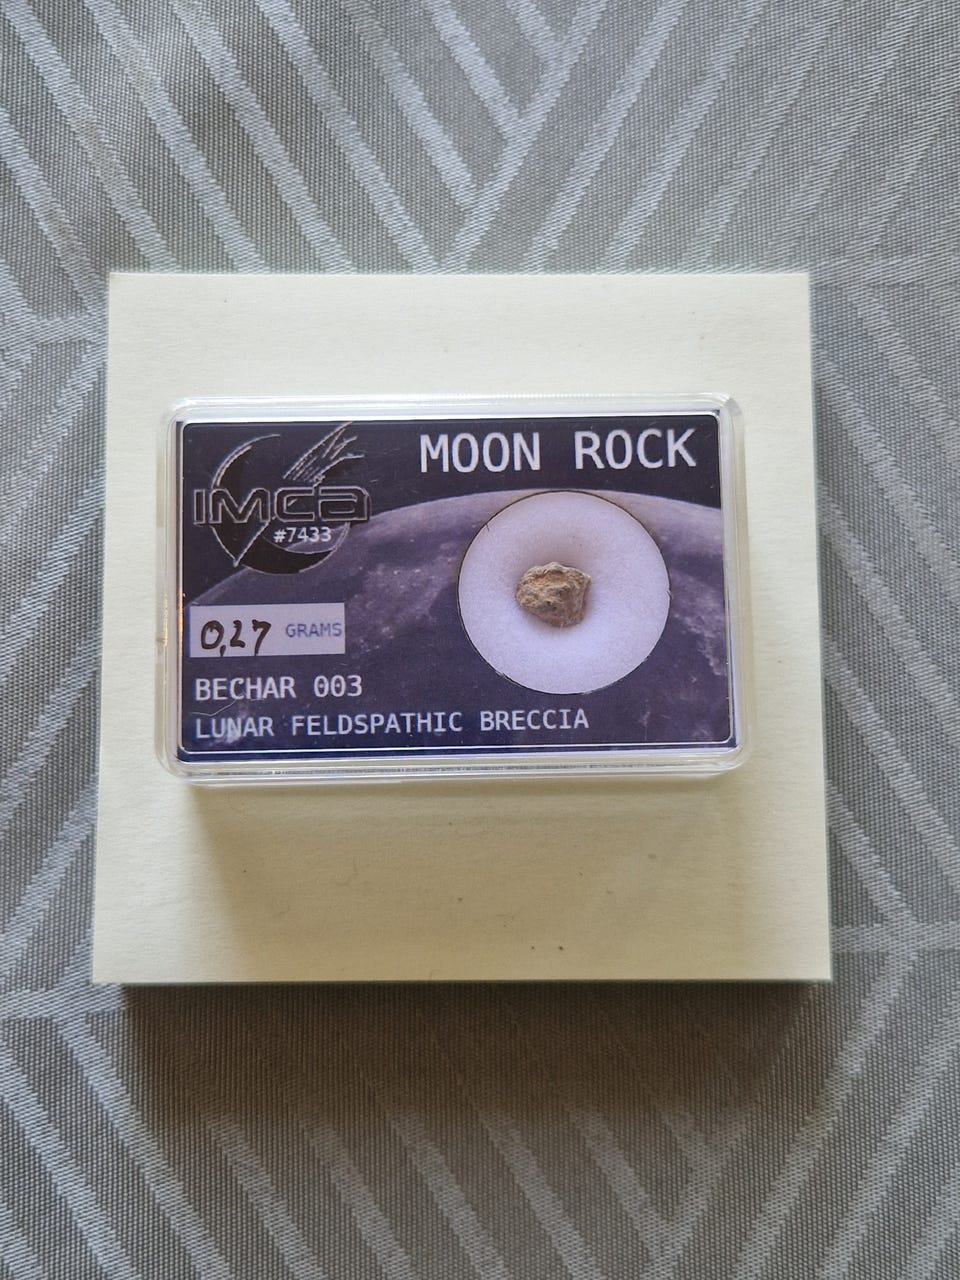 MOON ROCK
IMCA
#7433
0,27 GRAMS
BECHAR 003
LUNAR FELDSPATHIC BRECCIA